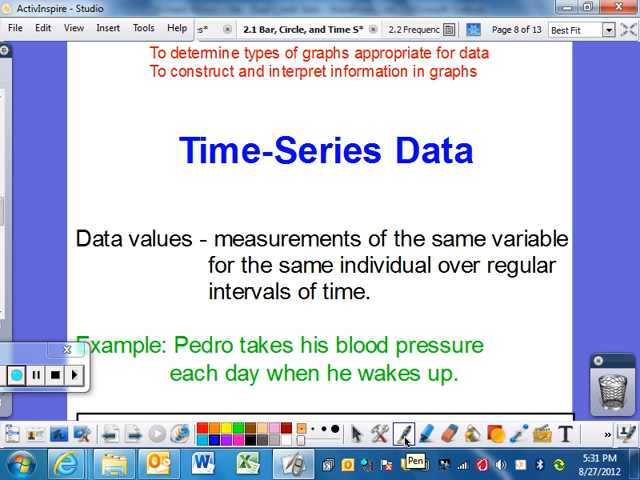 ActivInspire - Studio
File Edit View Insert Tools Help
s* 2.1 Bar, Circle, and Time S* 2.2 Frequenc Page 8 of 13 Best Fit
To determine types of graphs appropriate for data
To construct and interpret information in graphs
Time-Series Data
Data values - measurements of the same variable
for the same individual over regular
intervals of time.
Example: Pedro takes his blood pressure
each day when he wakes up.
T »
Pen
5:31 PM
8/27/2012